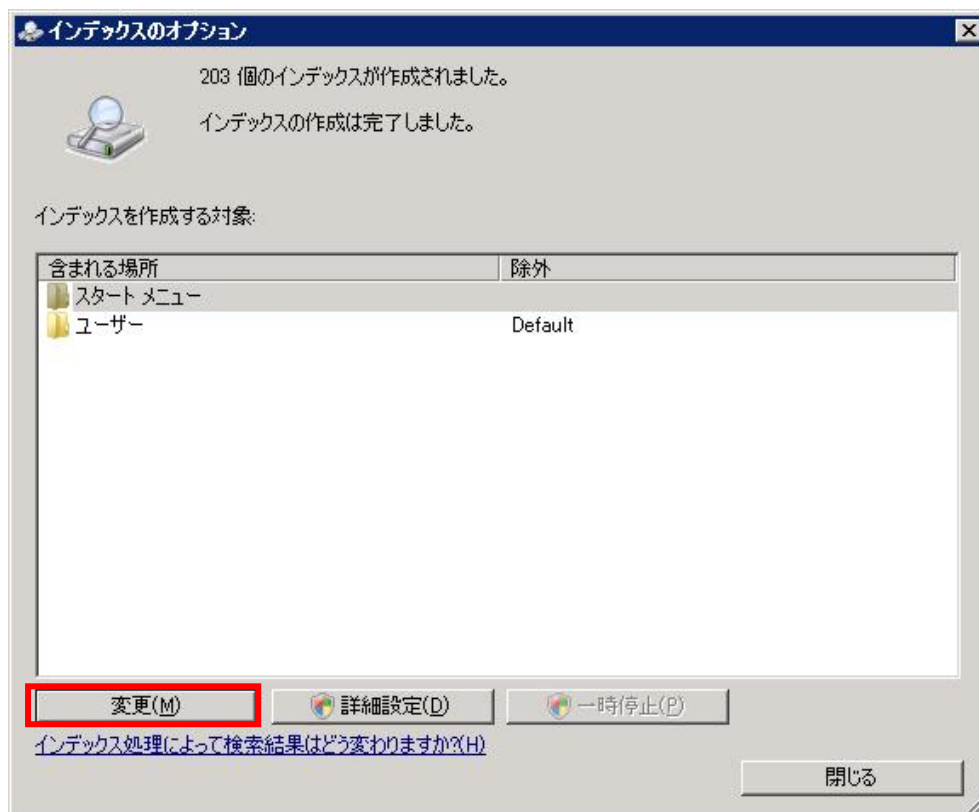 インデックスのオプション
203 個のインデックスが作成されました。
インデックスの作成は完了しました。
インデックスを作成する対象:
含まれる場所 除外
スタート メニュー
ユーザー Default
変更(M) 詳細設定(D) 一時停止(P)
インデックス処理によって検索結果はどう変わりますか?(H)
閉じる